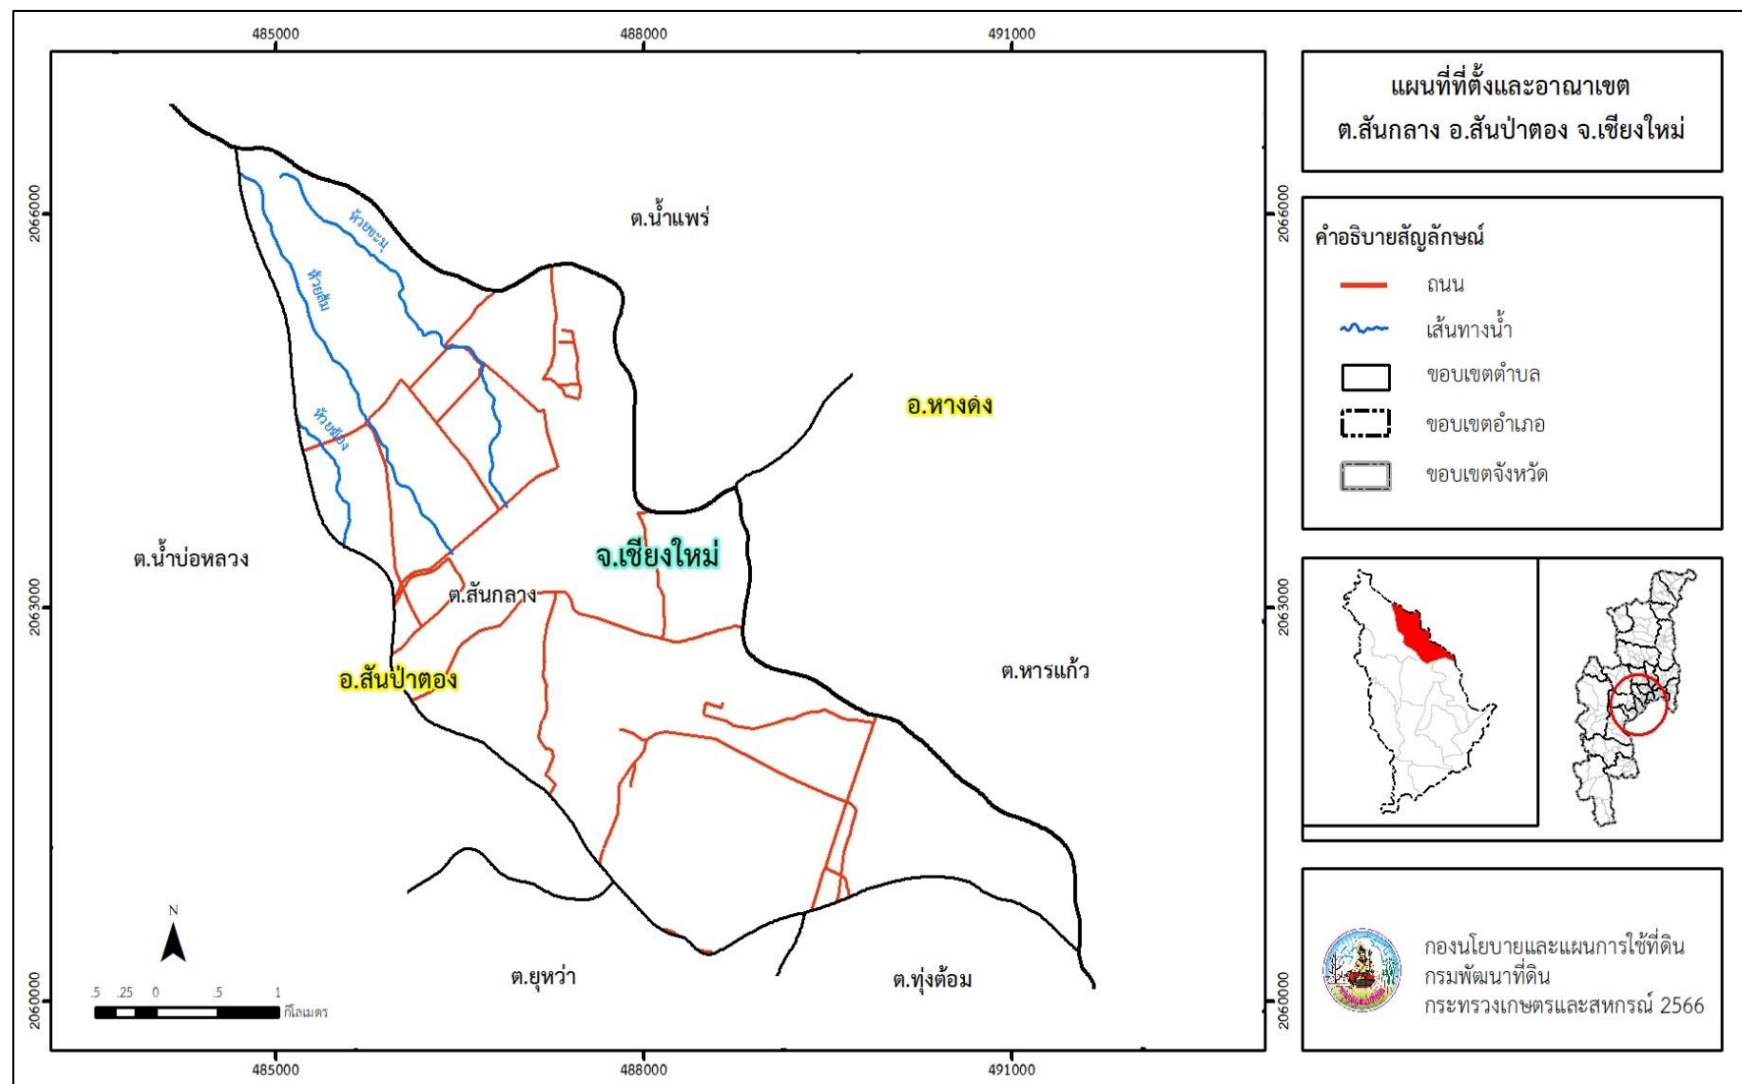 485000
488000
491000
แผนที่ที่ตั้งและอาณาเขต
ต.สันกลาง อ.สันป่าตอง จ.เชียงใหม่
2066000
2066000
ต.น้ำแพร่
ห้วยขะมุ
ห้วยส้ม
คำอธิบายสัญลักษณ์
ถนน
เส้นทางน้ำ
ขอบเขตตำบล
ขอบเขตอำเภอ
ขอบเขตจังหวัด
อ.หางดง
ต.น้ำบ่อหลวง
จ.เชียงใหม่
2063000
ต.สันกลาง
2063000
อ.สันป่าตอง
ต.หารแก้ว
N
ต.ยุหว่า
ต.ทุ่งต้อม
.5 .25 0 .5 1
กิโลเมตร
2060000
2060000
กองนโยบายและแผนการใช้ที่ดิน
กรมพัฒนาที่ดิน
กระทรวงเกษตรและสหกรณ์ 2566
485000
488000
491000